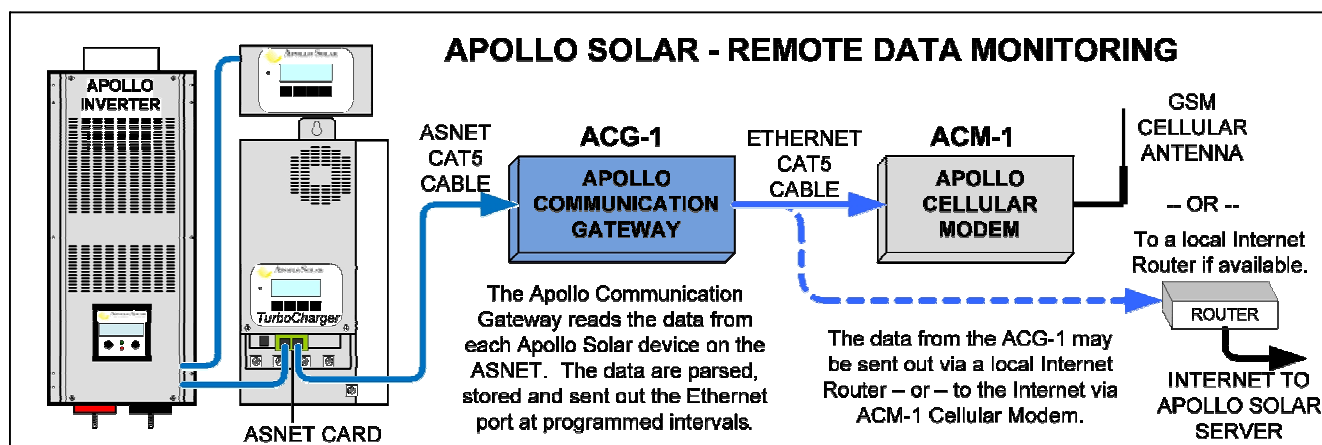 APOLLO SOLAR - REMOTE DATA MONITORING
APOLLO
INVERTER
APOLLO SOLAR
ASNET
CAT5
CABLE
ACG-1
APOLLO
COMMUNICATION
GATEWAY
ETHERNET
CAT5
CABLE
ACM-1
APOLLO
CELLULAR
MODEM
GSM
CELLULAR
ANTENNA
-- OR --
To a local Internet
Router if available.
ROUTER
INTERNET TO
APOLLO SOLAR
SERVER
APOLLO SOLAR
TurboCharger
ASNET CARD
The Apollo Communication
Gateway reads the data from
each Apollo Solar device on the
ASNET. The data are parsed,
stored and sent out the Ethernet
port at programmed intervals.
The data from the ACG-1 may
be sent out via a local Internet
Router – or – to the Internet via
ACM-1 Cellular Modem.